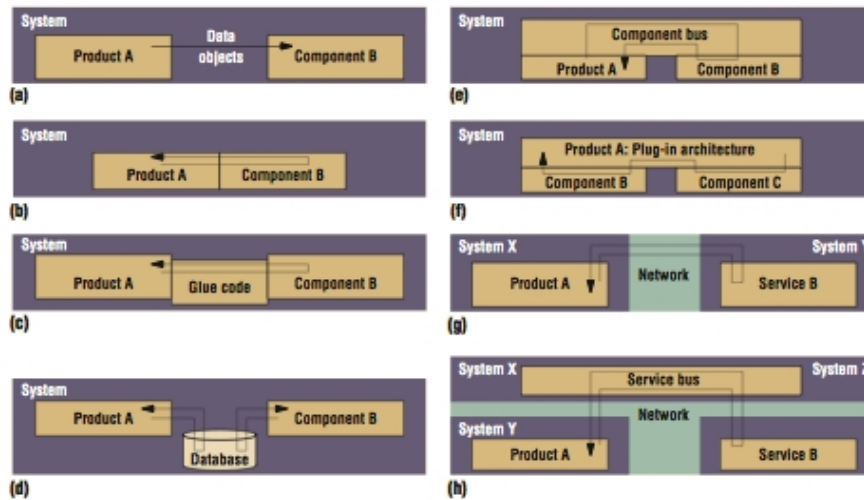 System
Product A
Data
objects
Component B
(a)
System
Product A
Component B
(b)
System
Product A
Glue code
Component B
(c)
System
Product A
Component B
Database
(d)
System
Component bus
Product A
Component B
(e)
System
Product A: Plug-in architecture
Component B
Component C
(f)
System X
System Y
Product A
Network
Service B
(g)
System X
System Z
Service bus
Network
System Y
Product A
Service B
(h)